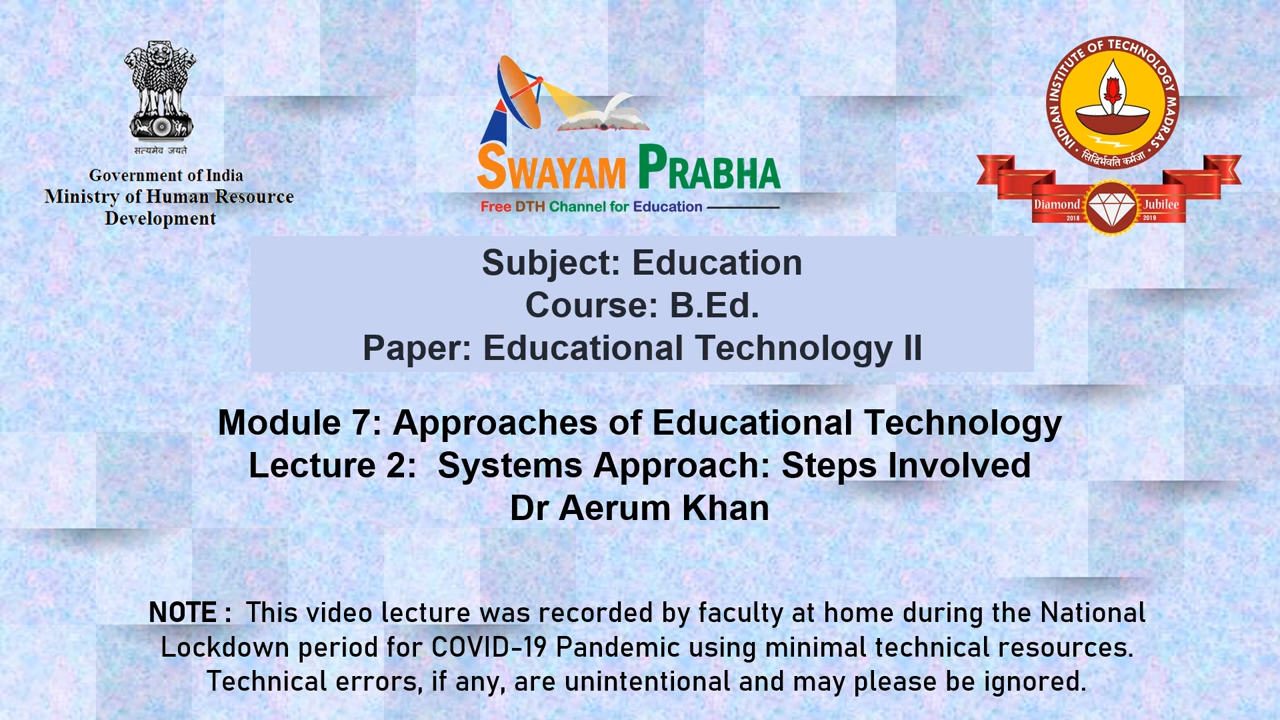 सत्यमेव जयते
Government of India
Ministry of Human Resource
Development
SWAYAM PRABHA
Free DTH Channel for Education
INDIAN INSTITUTE OF TECHNOLOGY MADRAS
सिद्धिर्भवति कर्मजा
Diamond Jubilee
2018 2019
Subject: Education
Course: B.Ed.
Paper: Educational Technology II
Module 7: Approaches of Educational Technology
Lecture 2:  Systems Approach: Steps Involved
Dr Aerum Khan
NOTE :  This video lecture was recorded by faculty at home during the National
Lockdown period for COVID-19 Pandemic using minimal technical resources.
Technical errors, if any, are unintentional and may please be ignored.